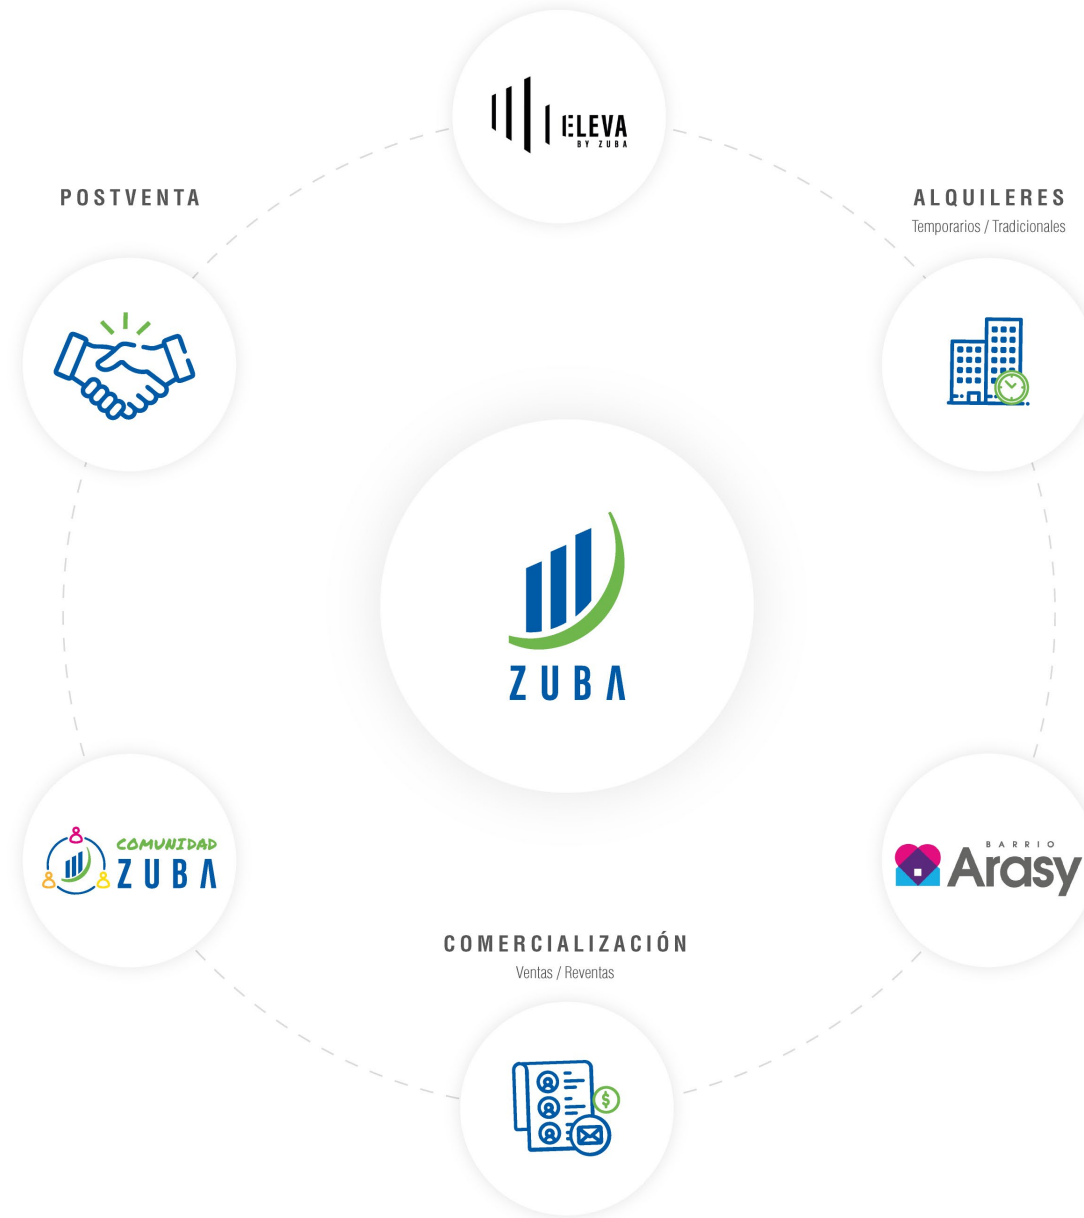 ELEVA
BY ZUBA
POSTVENTA
ALQUILERES
Temporarios / Tradicionales
$
ZUBA
COMUNIDAD
ZUBA
BARRIO
Arasy
COMERCIALIZACIÓN
Ventas / Reventas